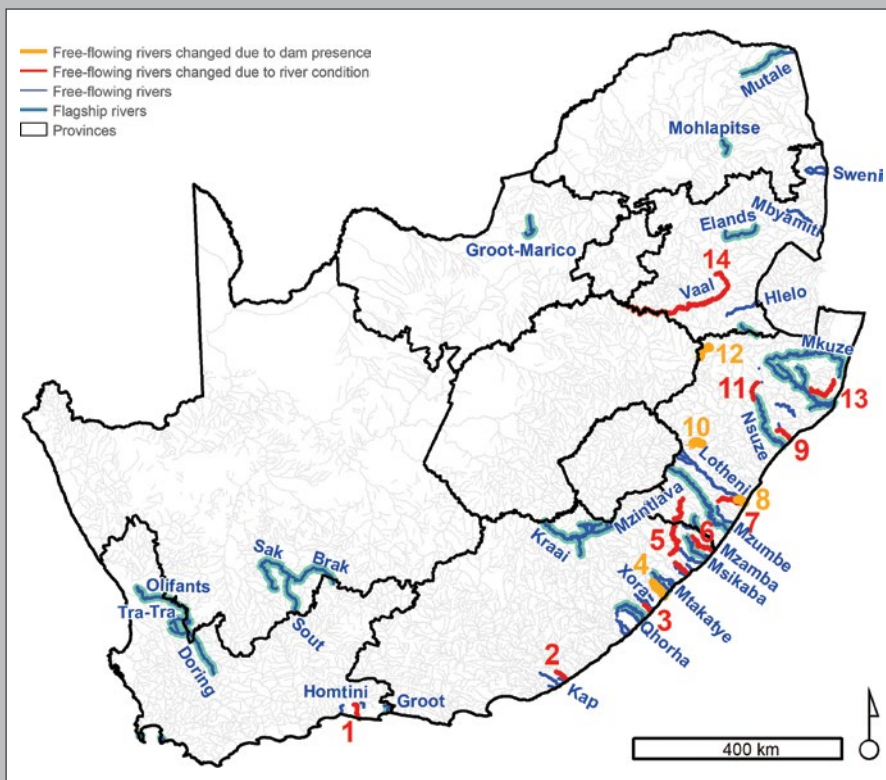 Free-flowing rivers changed due to dam presence
Free-flowing rivers changed due to river condition
Free-flowing rivers
Flagship rivers
Provinces
Mutale
Mohlapitse
Sweni
Mbyamiti
Elands
Groot-Marico
14
Vaal
Hlelo
Mkuze
12
11
13
Nsuze
10
9
Lotheni
8
Mzintlava
7
Kraai
5
6
Mzumbe
Mzamba
Msikaba
4
Xora
Mtakatye
3
Qhorha
Sak
Brak
Olifants
Tra-Tra
Sout
Doring
2
Kap
Homtini
Groot
1
400 km